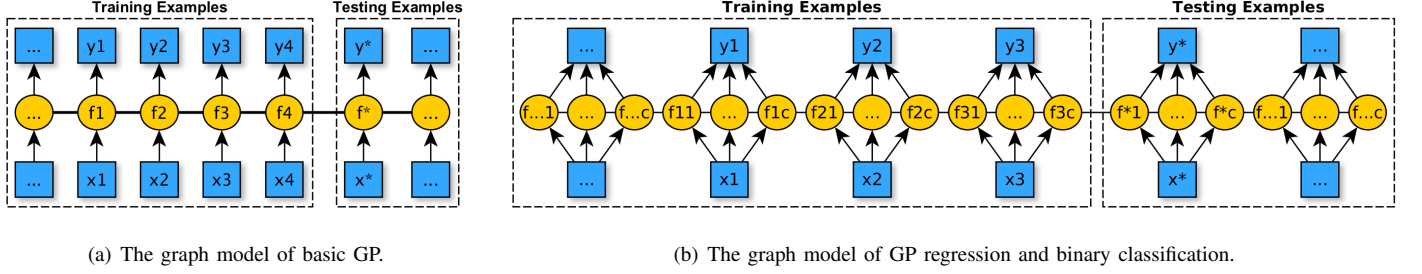 Training Examples Testing Examples
... y1 y2 y3 y4 y* ...
... f1 f2 f3 f4 f* ...
... x1 x2 x3 x4 x* ...
(a) The graph model of basic GP.
Training Examples Testing Examples
... y1 y2 y3 y* ...
f...1 ... f...c f11 ... f1c f21 ... f2c f31 ... f3c f*1 ... f*c f...1 ... f...c
... x1 x2 x3 x* ...
(b) The graph model of GP regression and binary classification.